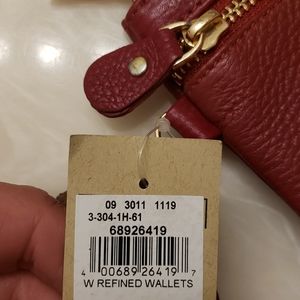 09 3011 1119
3-304-1H-61
68926419
4 00689 26419 7
W REFINED WALLETS